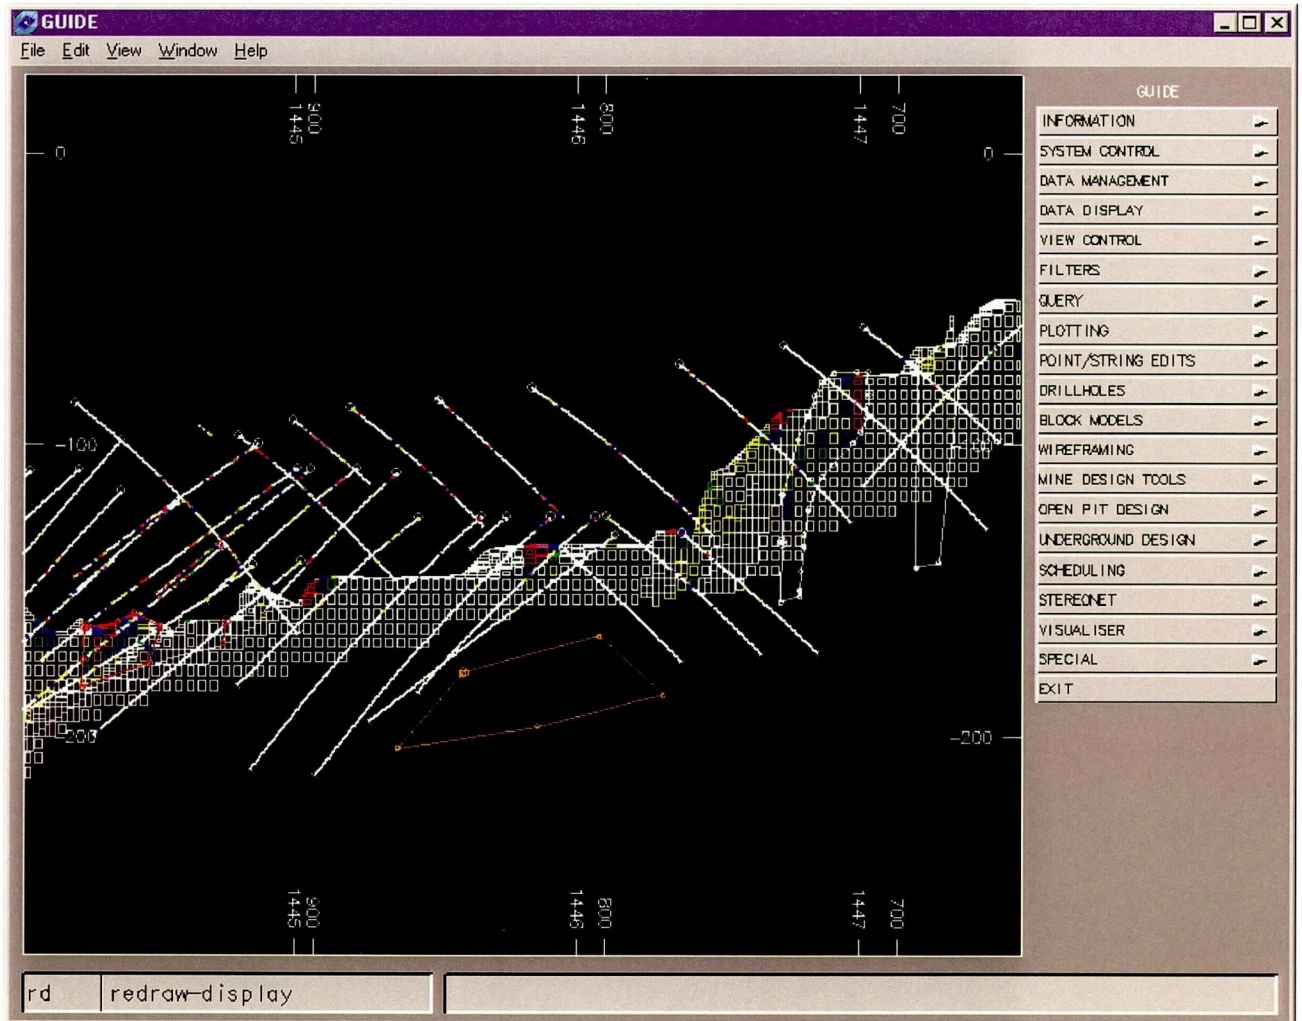 GUIDE
File Edit View Window Help
1445 900 1446 800 1447 700
0 0
-100
-200 -200
1445 900 1446 800 1447 700
GUIDE
INFORMATION
SYSTEM CONTROL
DATA MANAGEMENT
DATA DISPLAY
VIEW CONTROL
FILTERS
QUERY
PLOTTING
POINT/STRING EDITS
DRILLHOLES
BLOCK MODELS
WIREFRAMING
MINE DESIGN TOOLS
OPEN PIT DESIGN
UNDERGROUND DESIGN
SCHEDULING
STEREONET
VISUALISER
SPECIAL
EXIT
rd redraw-display